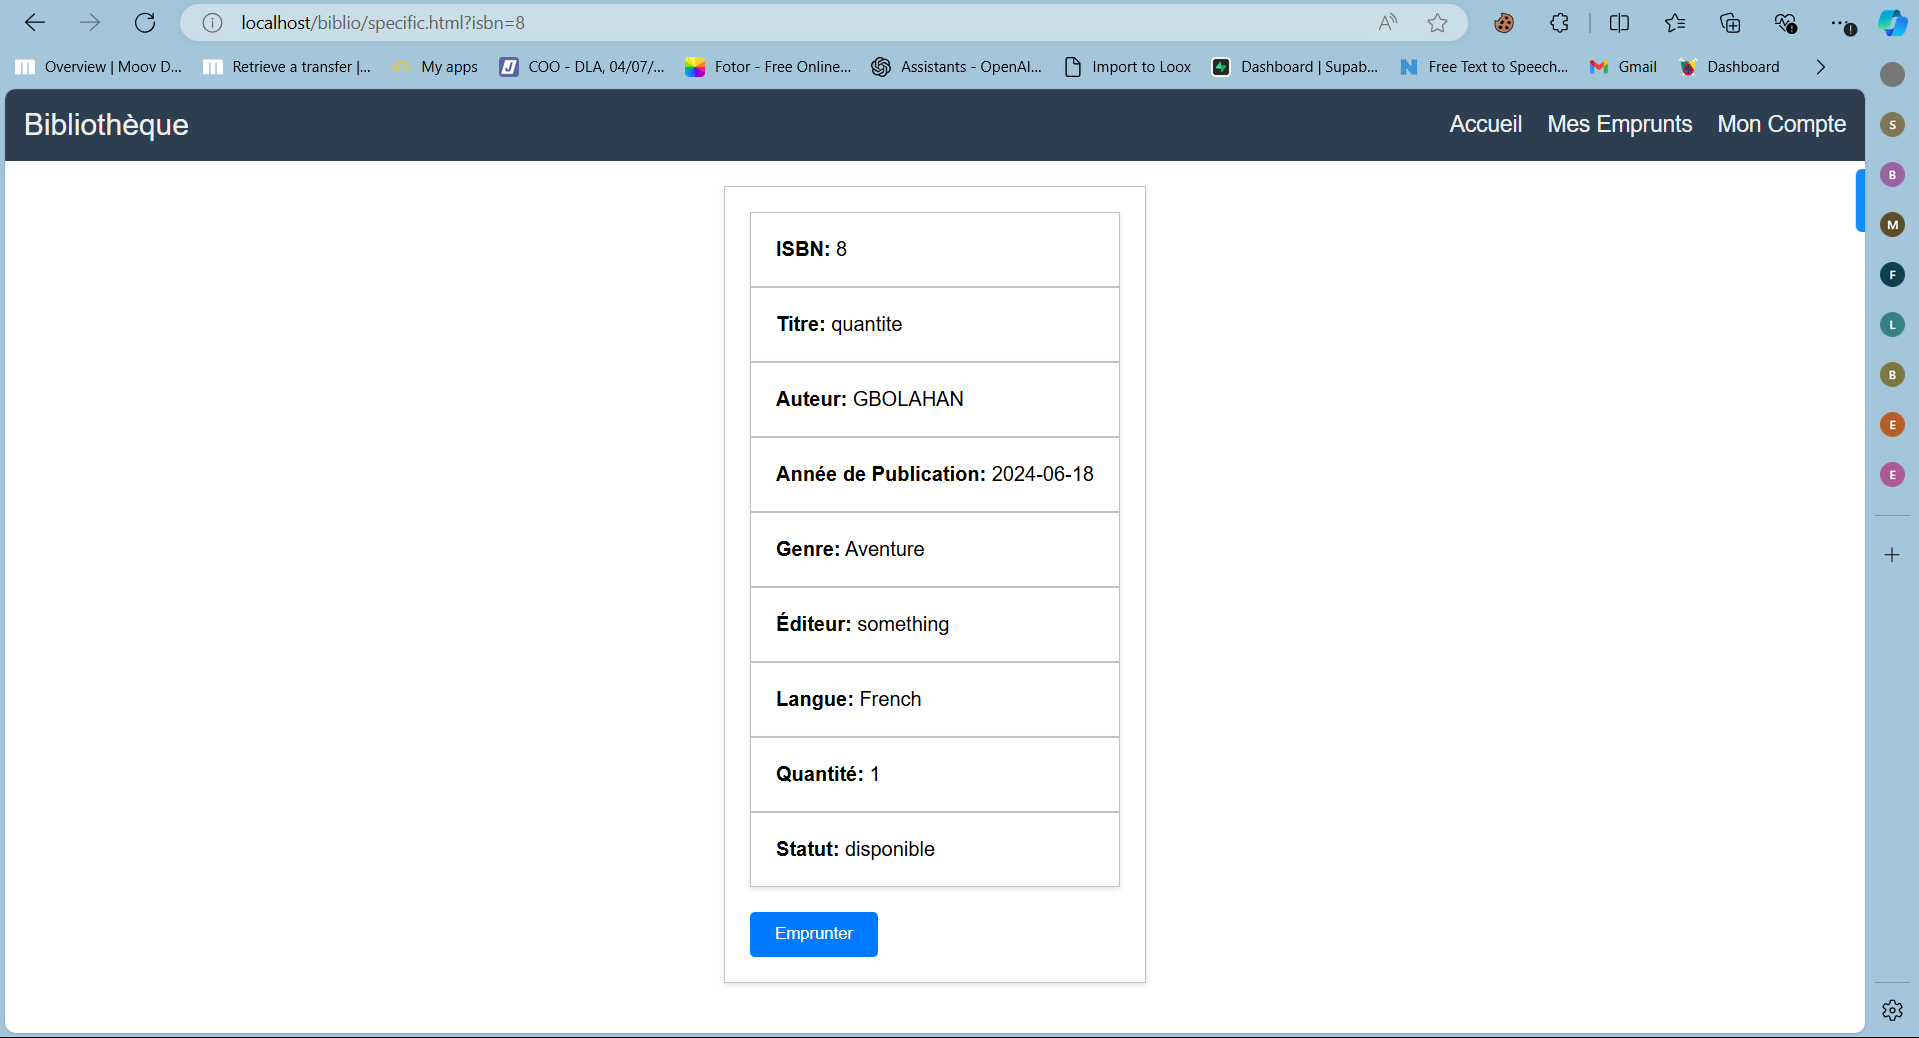 localhost/biblio/specific.html?isbn=8
Overview | Moov D... Retrieve a transfer |... My apps COO - DLA, 04/07/... Fotor - Free Online... Assistants - OpenAI... Import to Loox Dashboard | Supab... Free Text to Speech... Gmail Dashboard
Bibliothèque Accueil Mes Emprunts Mon Compte
ISBN: 8
Titre: quantite
Auteur: GBOLAHAN
Année de Publication: 2024-06-18
Genre: Aventure
Éditeur: something
Langue: French
Quantité: 1
Statut: disponible
Emprunter
S
B
M
F
L
B
E
E